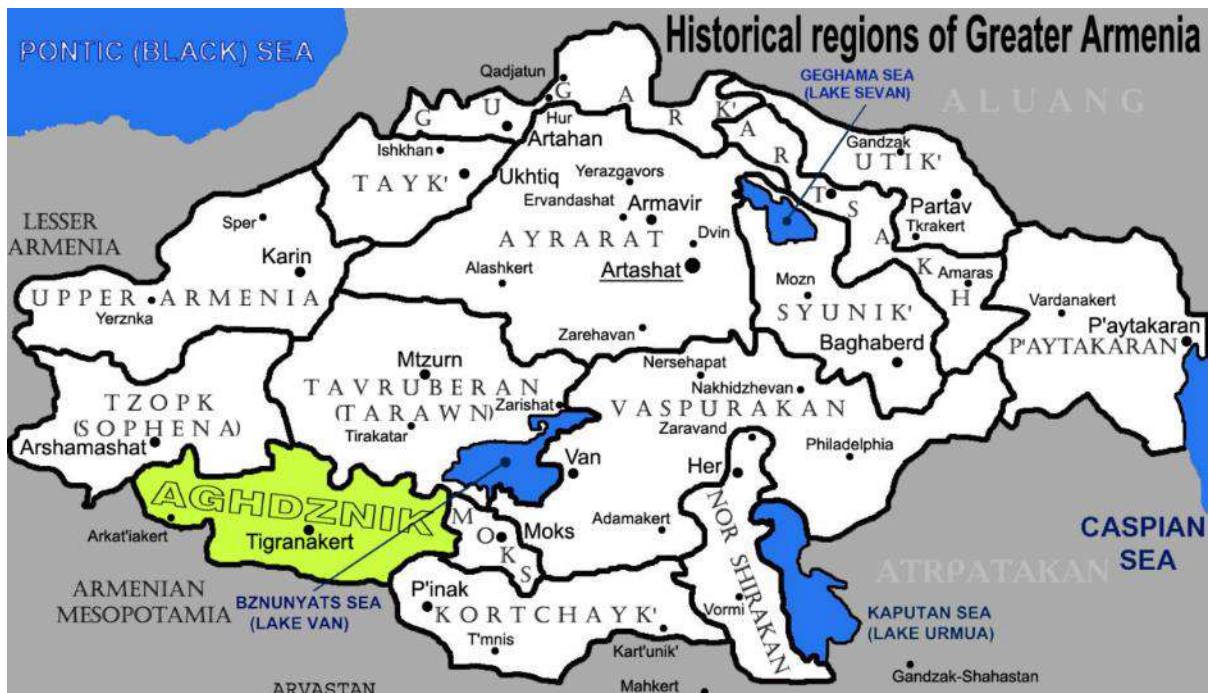 Historical regions of Greater Armenia
PONTIC (BLACK) SEA
GEGHAMA SEA
(LAKE SEVAN)
ALUANG
Qadjatun
GUGARK'
Hur
Artahan
Ishkhan
TAYK'
Ukhtiq
Yerazgavors
Ervandashat
Armavir
AYRARAT
Dvin
Artashat
Alashkert
Zarehavan
ARTSAKH
Gandzak
UTIK'
Partav
Tkrakert
Amaras
LESSER
ARMENIA
Sper
Karin
UPPER ARMENIA
Yerznka
Mozn
SYUNIK'
Baghaberd
Vardanakert
P'aytakaran
P'AYTAKARAN
Mtzurn
TAVRUBERAN
(TARAWN)
Zarishat
Tirakatar
Nersehapat
Nakhidzhevan
VASPURAKAN
Zaravand
Philadelphia
TZOPK
(SOPHENA)
Arshamashat
Van
Her
AGHDZNIK
Arkat'iakert
Tigranakert
MOKS
Moks
Adamakert
NOR SHIRAKAN
Vormi
CASPIAN
SEA
ATRPATAKAN
ARMENIAN
MESOPOTAMIA
BZNUNYATS SEA
(LAKE VAN)
P'inak
KORTCHAYK'
T'mnis
Kart'unik'
KAPUTAN SEA
(LAKE URMUA)
Gandzak-Shahastan
Mahkert
ARVASTAN